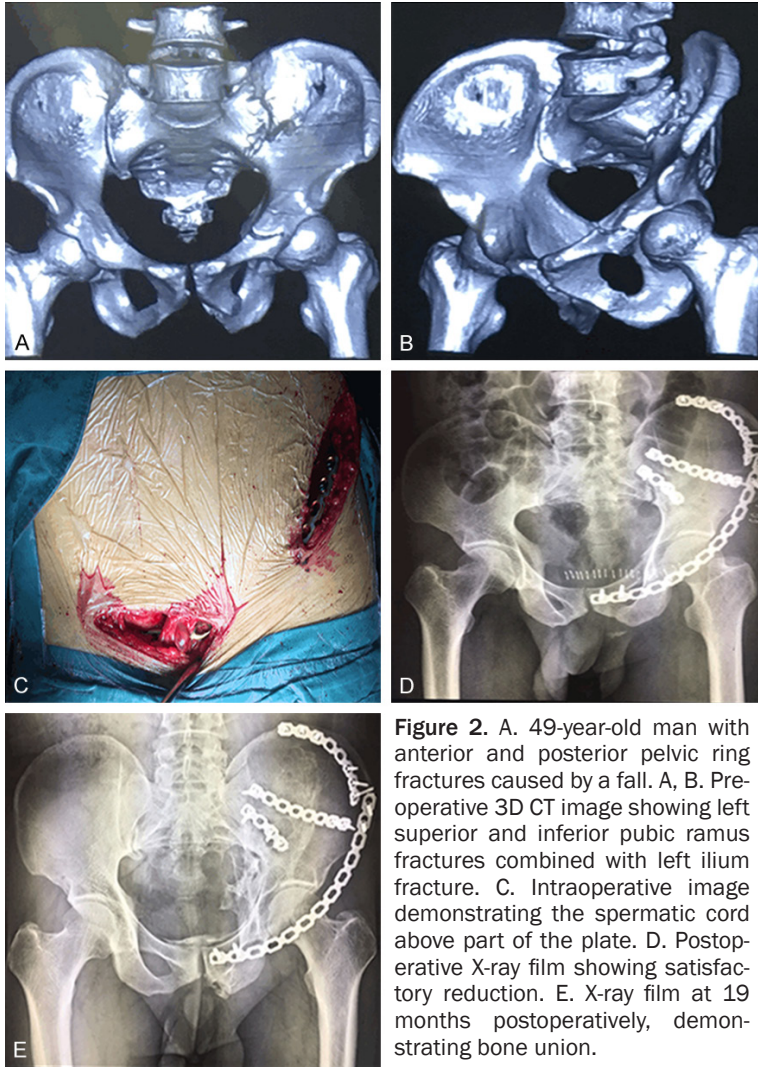 A
B
C
D
E
Figure 2. A. 49-year-old man with
anterior and posterior pelvic ring
fractures caused by a fall. A, B. Pre-
operative 3D CT image showing left
superior and inferior pubic ramus
fractures combined with left ilium
fracture. C. Intraoperative image
demonstrating the spermatic cord
above part of the plate. D. Postop-
erative X-ray film showing satisfac-
tory reduction. E. X-ray film at 19
months postoperatively, demon-
strating bone union.